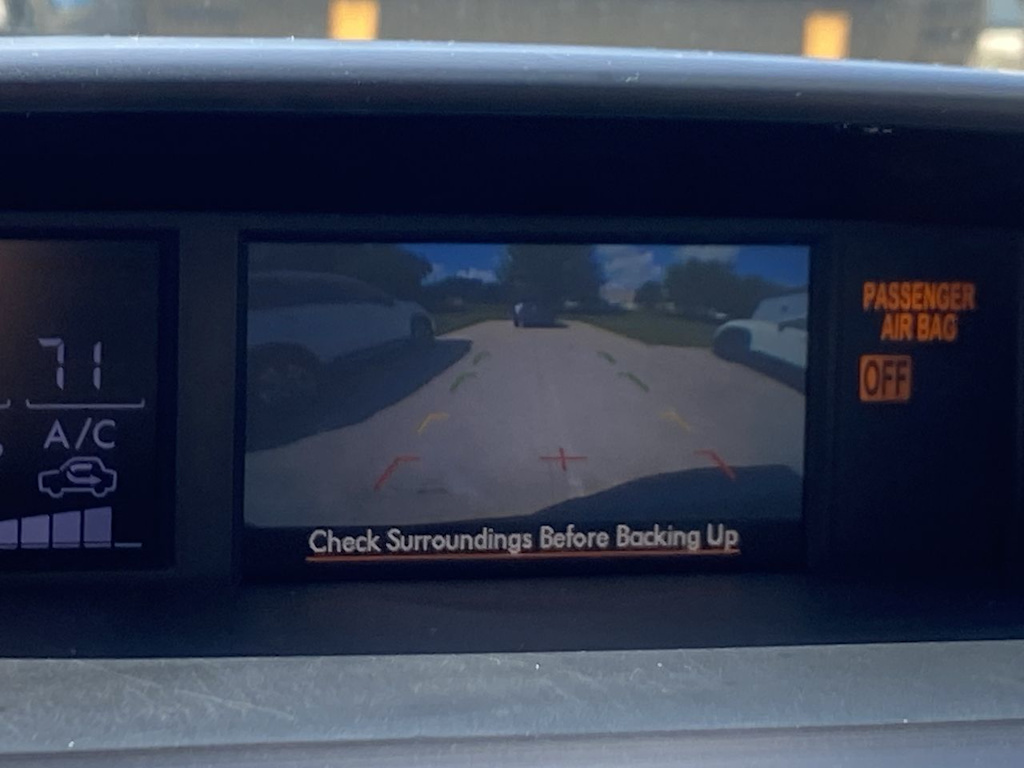 71
A/C
Check Surroundings Before Backing Up
PASSENGER
AIR BAG
OFF